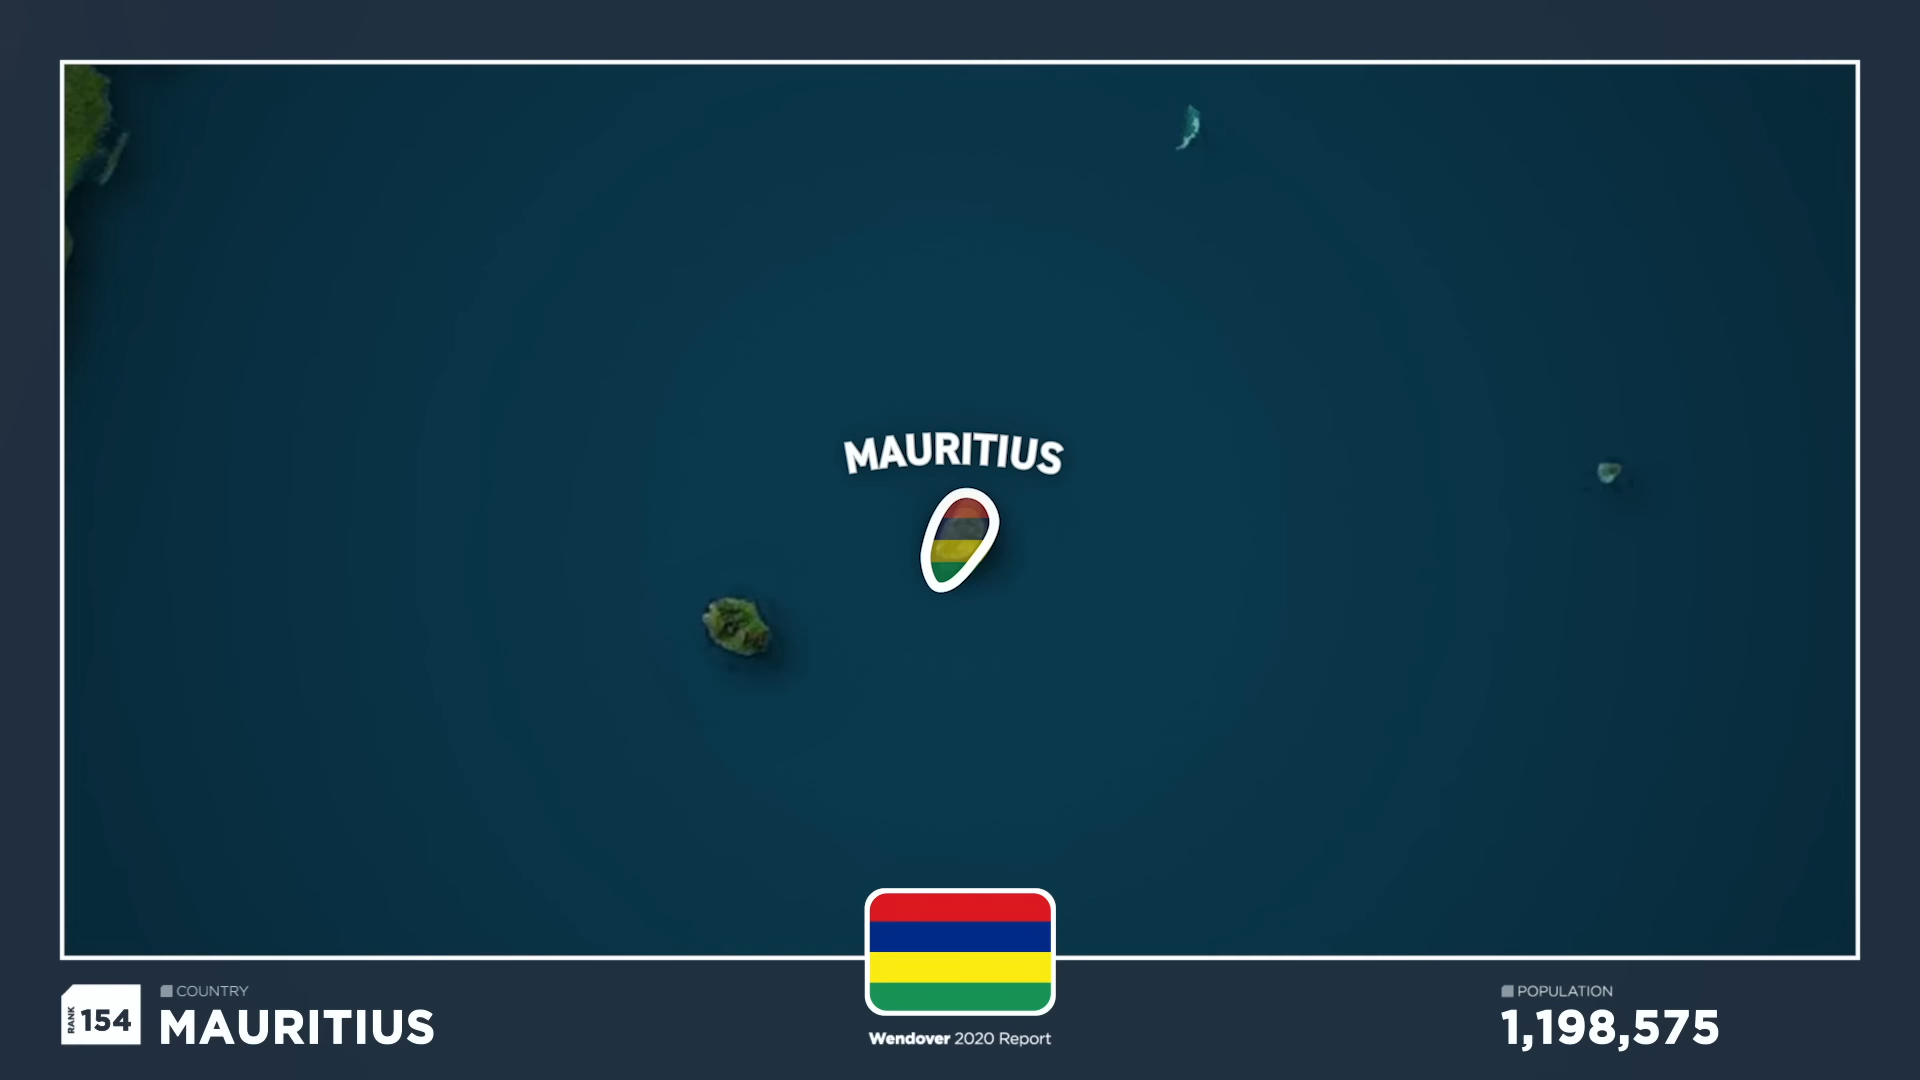 MAURITIUS
RANK 154
COUNTRY
MAURITIUS
Wendover 2020 Report
POPULATION
1,198,575